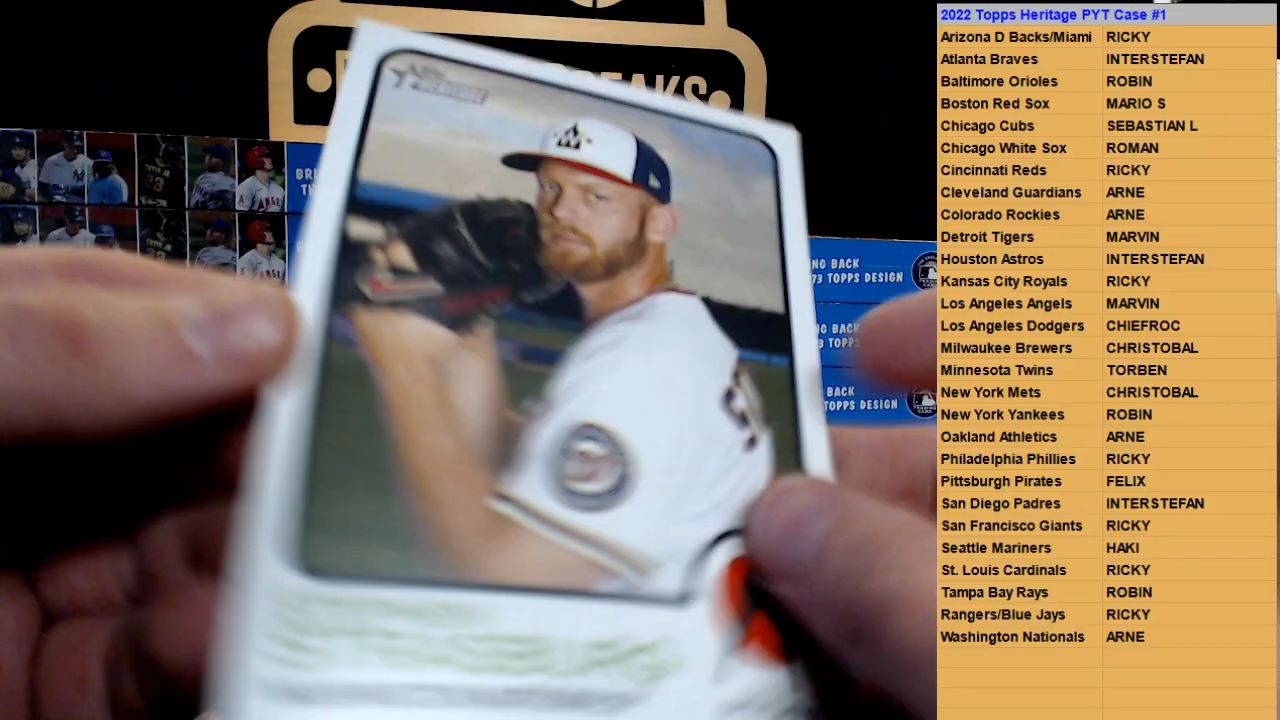 2022 Topps Heritage PYT Case #1
Arizona D Backs/Miami RICKY
Atlanta Braves INTERSTEFAN
Baltimore Orioles ROBIN
Boston Red Sox MARIO S
Chicago Cubs SEBASTIAN L
Chicago White Sox ROMAN
Cincinnati Reds RICKY
Cleveland Guardians ARNE
Colorado Rockies ARNE
Detroit Tigers MARVIN
Houston Astros INTERSTEFAN
Kansas City Royals RICKY
Los Angeles Angels MARVIN
Los Angeles Dodgers CHIEFROC
Milwaukee Brewers CHRISTOBAL
Minnesota Twins TORBEN
New York Mets CHRISTOBAL
New York Yankees ROBIN
Oakland Athletics ARNE
Philadelphia Phillies RICKY
Pittsburgh Pirates FELIX
San Diego Padres INTERSTEFAN
San Francisco Giants RICKY
Seattle Mariners HAKI
St. Louis Cardinals RICKY
Tampa Bay Rays ROBIN
Rangers/Blue Jays RICKY
Washington Nationals ARNE
HERITAGE
W
NG BACK
73 TOPPS DESIGN
NG BACK
TOPPS
BACK
TOPPS DESIGN